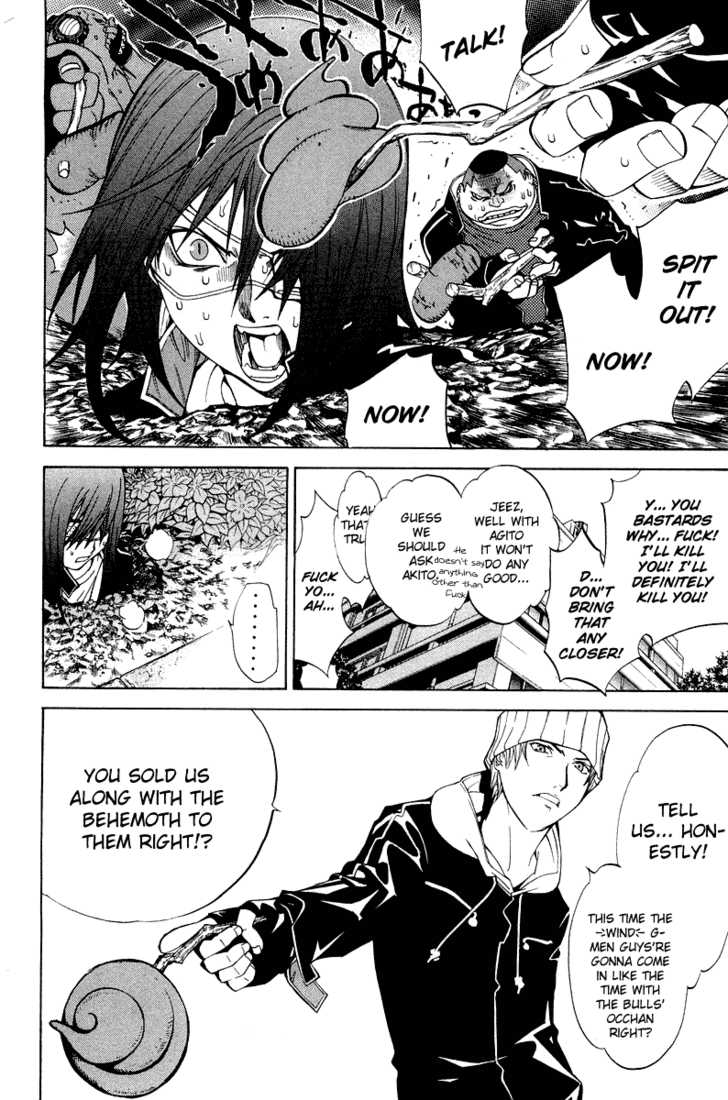 TALK!
SPIT
IT
OUT!
NOW!
NOW!
Y... YOU
BASTARDS
WHY... FUCK!
I'LL KILL
YOU! I'LL
DEFINITELY
KILL YOU!
D...
DON'T
BRING
THAT
ANY
CLOSER!
JEEZ,
WELL WITH
AGITO
IT WON'T
DO ANY
GOOD...
He
doesn't say
anything
other than
Fuck
GUESS
WE
SHOULD
ASK
AKITO
YEAH
THAT
TRU
FUCK
YO...
AH...
......
TELL
US... HON-
ESTLY!
THIS TIME THE
-WIND- G-
MEN GUYS'RE
GONNA COME
IN LIKE THE
TIME WITH
THE BULLS'
OCCHAN
RIGHT?
YOU SOLD US
ALONG WITH THE
BEHEMOTH TO
THEM RIGHT!?